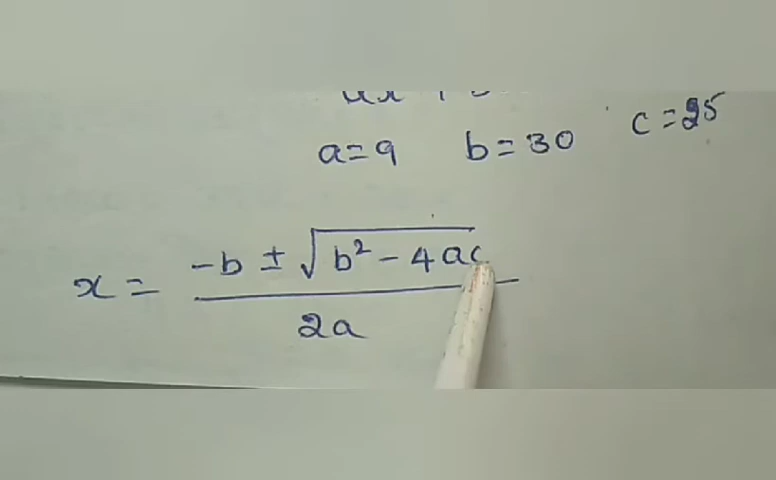 a=9 b=30 c=25
x = -b ± √b² - 4ac
2a